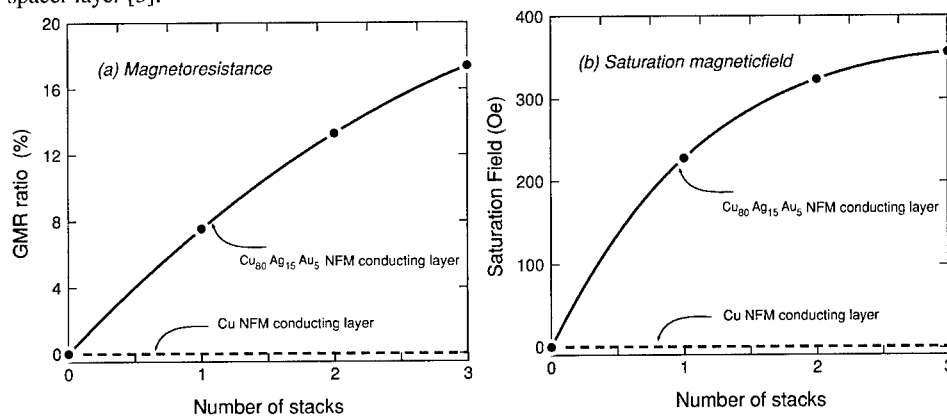 spacer layer [5].
20
16
12
8
4
0
GMR ratio (%)
(a) Magnetoresistance
Cu80 Ag15 Au5 NFM conducting layer
Cu NFM conducting layer
0 1 2 3
Number of stacks
400
300
200
100
0
Saturation Field (Oe)
(b) Saturation magneticfield
Cu80 Ag15 Au5 NFM conducting layer
Cu NFM conducting layer
0 1 2 3
Number of stacks